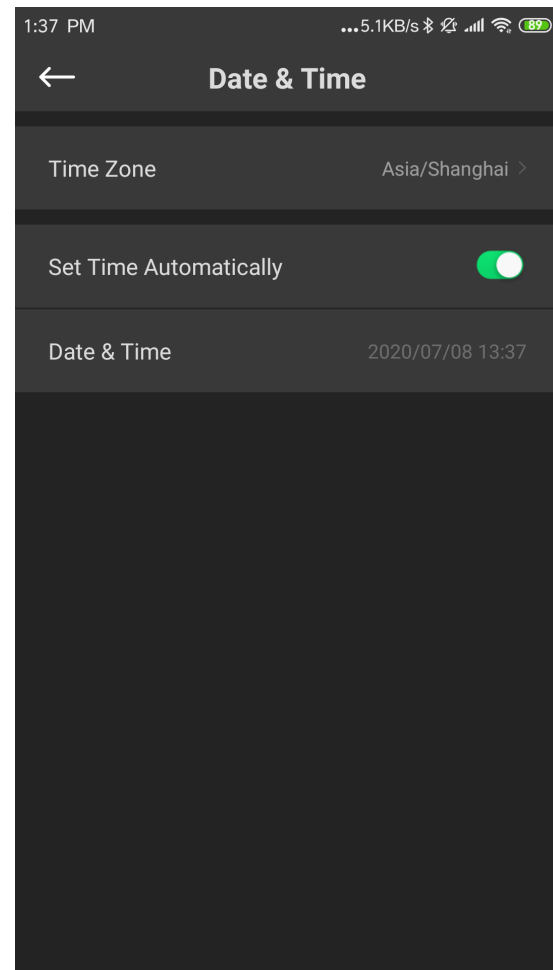 1:37 PM ...5.1KB/s 89
Date & Time
Time Zone Asia/Shanghai >
Set Time Automatically
Date & Time 2020/07/08 13:37